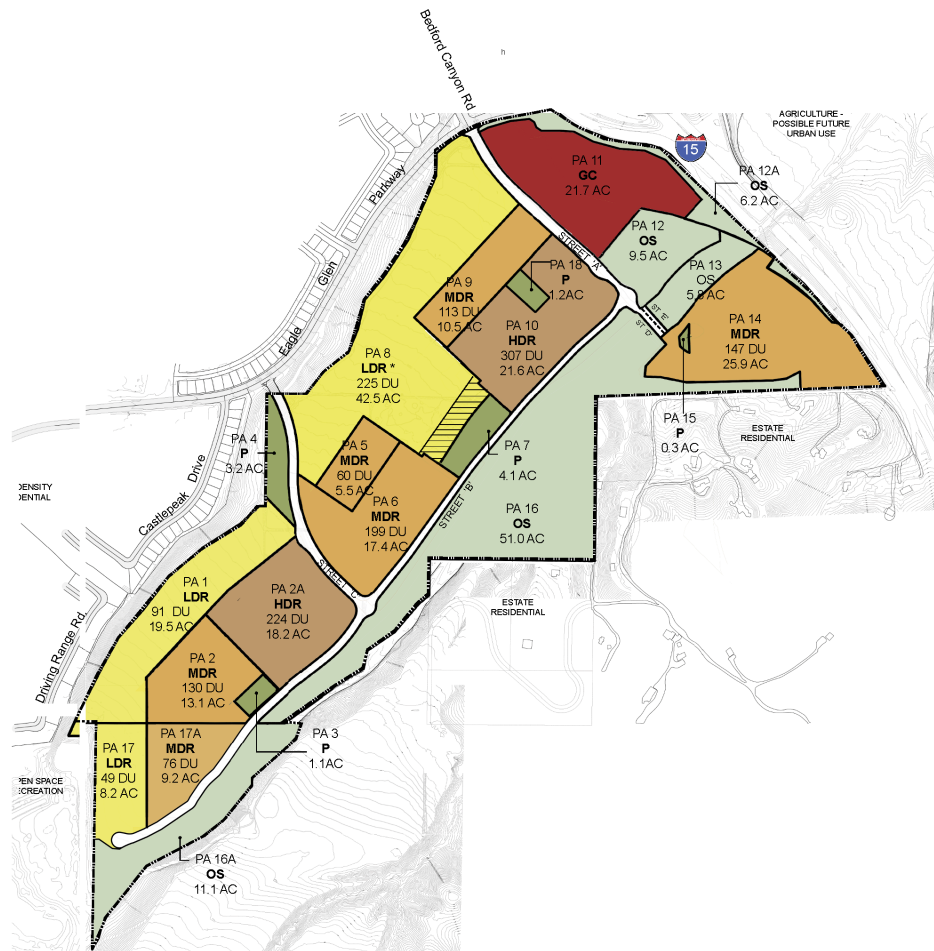 Bedford Canyon Rd
h
AGRICULTURE -
POSSIBLE FUTURE
URBAN USE
15
PA 12A
OS
6.2 AC
PA 11
GC
21.7 AC
Parkway
Glen
Eagle
PA 12
OS
9.5 AC
STREET 'A'
PA 18
P
1.2AC
PA 13
OS
PA 9
MDR
113 DU
10.5 AC
ST 'E'
ST 'D'
PA 10
HDR
307 DU
21.6 AC
PA 14
MDR
147 DU
25.9 AC
PA 8
LDR *
225 DU
42.5 AC
PA 15
P
0.3 AC
ESTATE
RESIDENTIAL
PA 4
P
3.2 AC
PA 5
MDR
60 DU
5.5 AC
PA 7
P
4.1 AC
Castlepeak Drive
DENSITY
DENTIAL
PA 6
MDR
199 DU
17.4 AC
STREET 'B'
PA 16
OS
51.0 AC
STREET 'C'
PA 1
LDR
91 DU
19.5 AC
PA 2A
HDR
224 DU
18.2 AC
ESTATE
RESIDENTIAL
Driving Range Rd.
PA 2
MDR
130 DU
13.1 AC
PA 17
LDR
49 DU
8.2 AC
PA 17A
MDR
76 DU
9.2 AC
PA 3
P
1.1AC
PEN SPACE
ECREATION
PA 16A
OS
11.1 AC